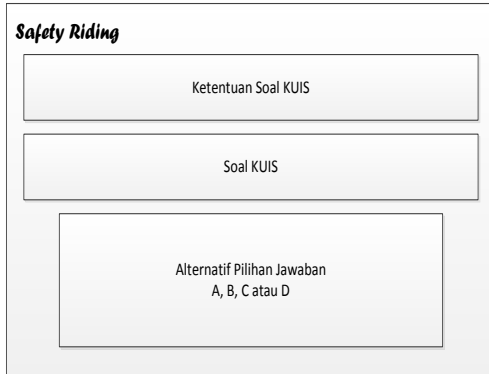 Safety Riding
Ketentuan Soal KUIS
Soal KUIS
Alternatif Pilihan Jawaban
A, B, C atau D